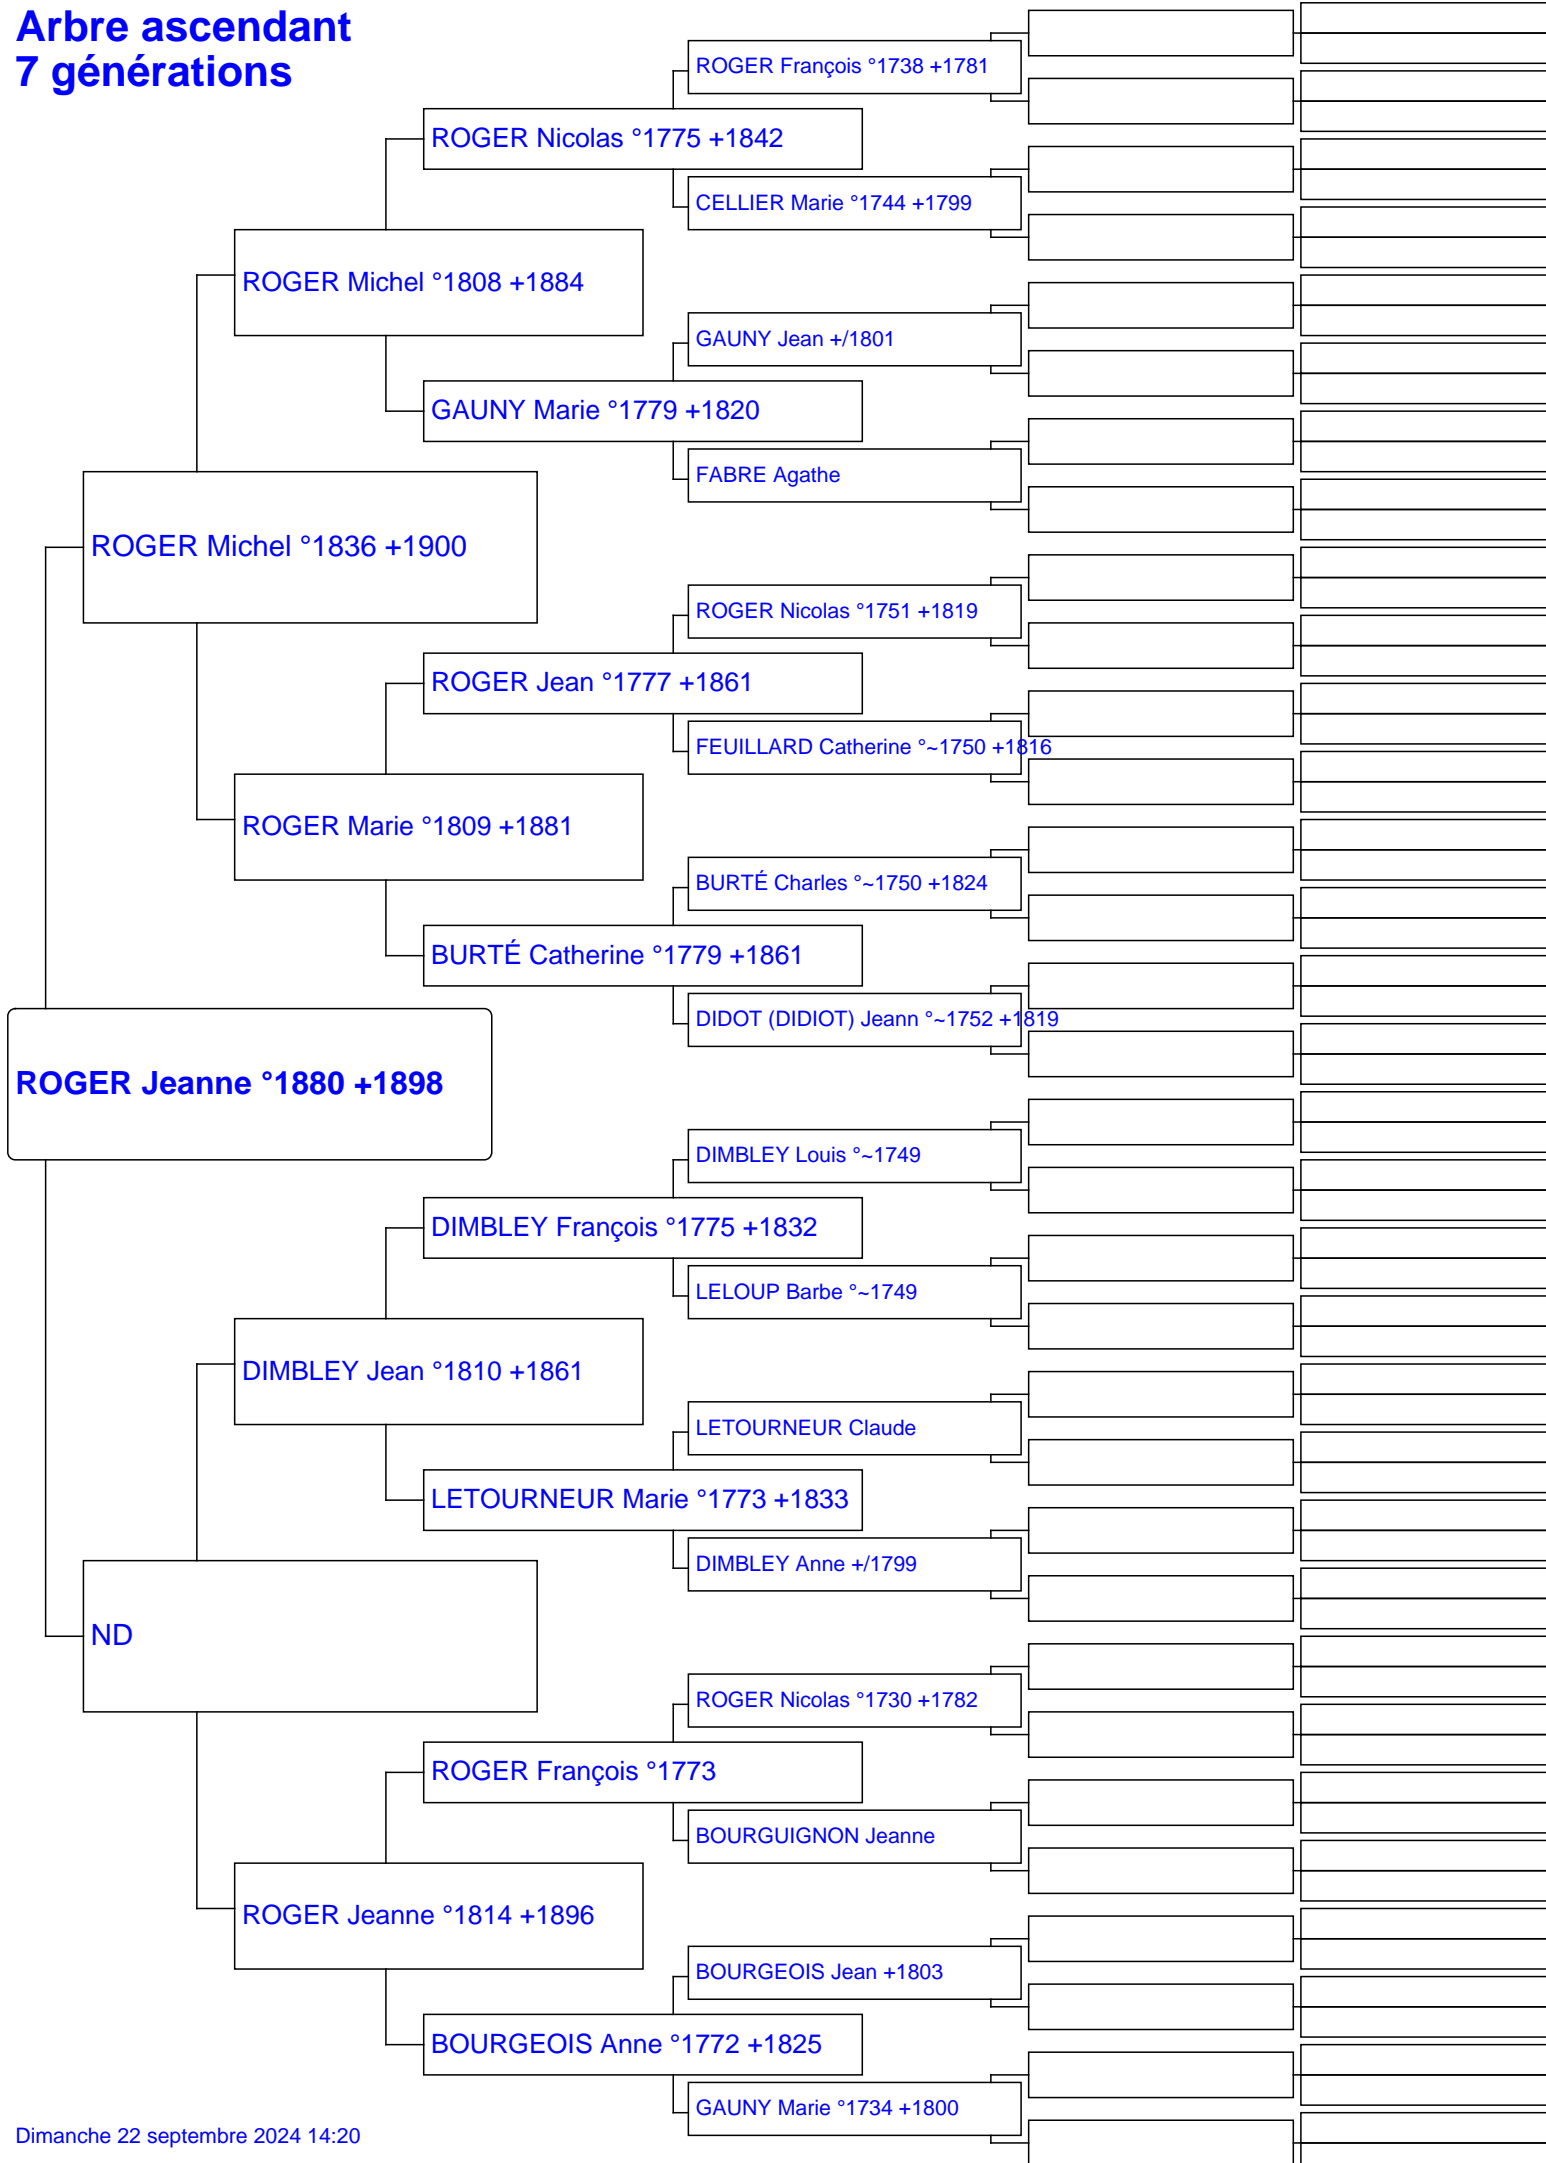 Arbre ascendant
7 générations
ROGER François °1738 +1781
ROGER Nicolas °1775 +1842
CELLIER Marie °1744 +1799
ROGER Michel °1808 +1884
GAUNY Jean +/1801
GAUNY Marie °1779 +1820
FABRE Agathe
ROGER Michel °1836 +1900
ROGER Nicolas °1751 +1819
ROGER Jean °1777 +1861
FEUILLARD Catherine °~1750 +1816
ROGER Marie °1809 +1881
BURTÉ Charles °~1750 +1824
BURTÉ Catherine °1779 +1861
DIDOT (DIDIOT) Jeann °~1752 +1819
ROGER Jeanne °1880 +1898
DIMBLEY Louis °~1749
DIMBLEY François °1775 +1832
LELOUP Barbe °~1749
DIMBLEY Jean °1810 +1861
LETOURNEUR Claude
LETOURNEUR Marie °1773 +1833
DIMBLEY Anne +/1799
ND
ROGER Nicolas °1730 +1782
ROGER François °1773
BOURGUIGNON Jeanne
ROGER Jeanne °1814 +1896
BOURGEOIS Jean +1803
BOURGEOIS Anne °1772 +1825
GAUNY Marie °1734 +1800
Dimanche 22 septembre 2024 14:20